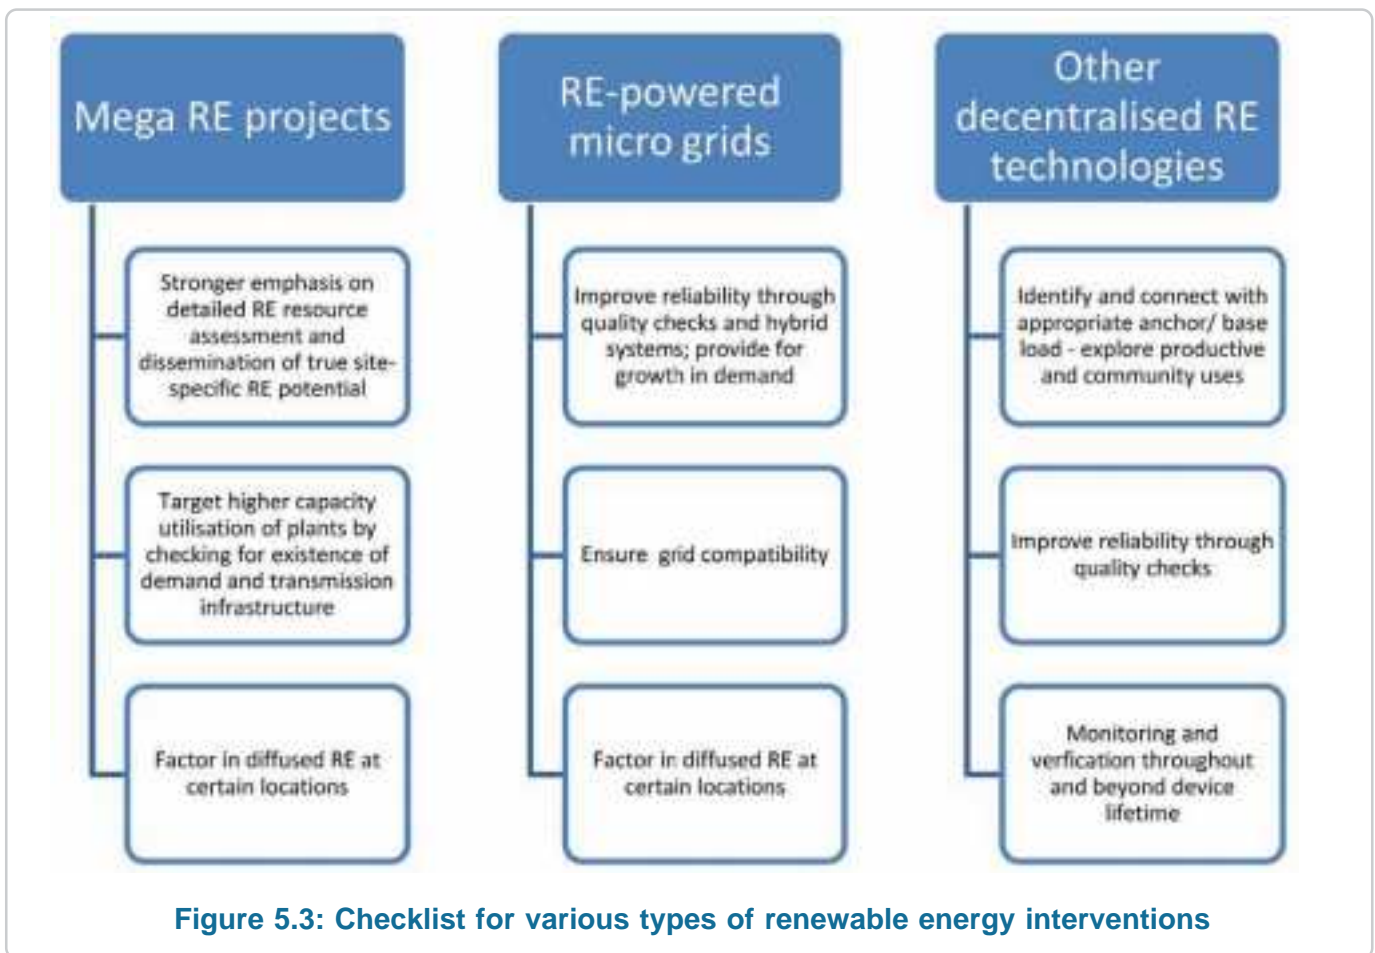 Mega RE projects
Stronger emphasis on
detailed RE resource
assessment and
dissemination of true site-
specific RE potential
Target higher capacity
utilisation of plants by
checking for existence of
demand and transmission
infrastructure
Factor in diffused RE at
certain locations
RE-powered
micro grids
Improve reliability through
quality checks and hybrid
systems; provide for
growth in demand
Ensure grid compatibility
Factor in diffused RE at
certain locations
Other
decentralised RE
technologies
Identify and connect with
appropriate anchor/ base
load - explore productive
and community uses
Improve reliability through
quality checks
Monitoring and
verfication throughout
and beyond device
lifetime
Figure 5.3: Checklist for various types of renewable energy interventions